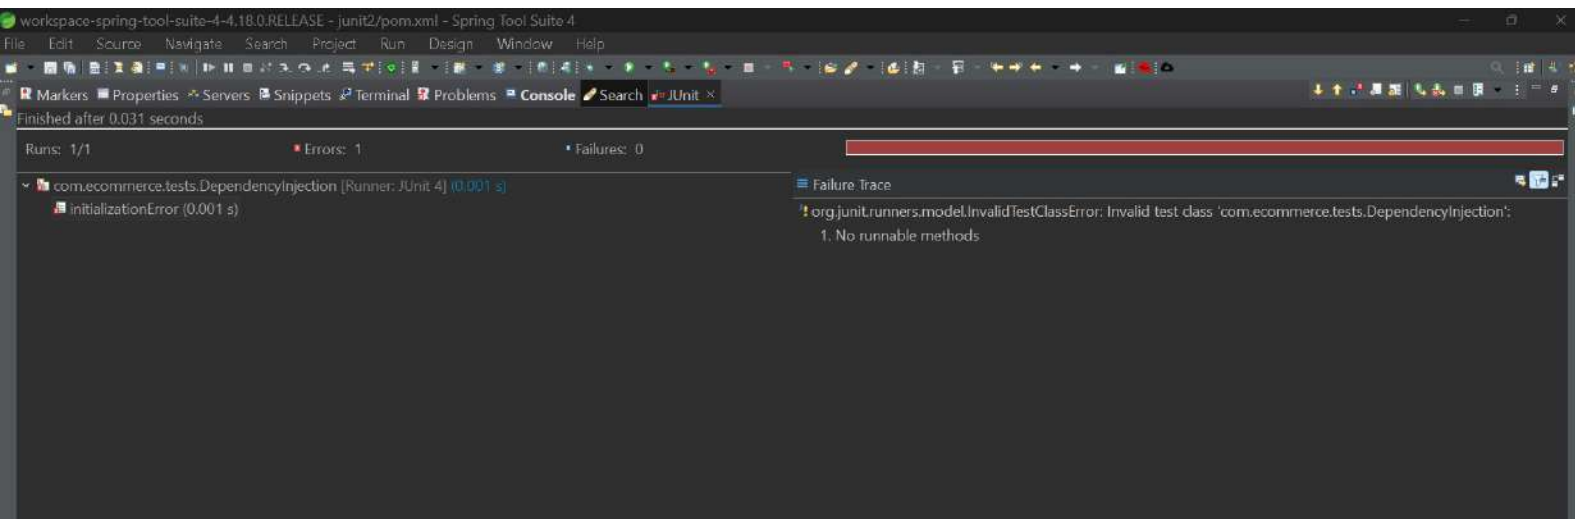 workspace-spring-tool-suite-4-4.18.0.RELEASE - junit2/pom.xml - Spring Tool Suite 4
File Edit Source Navigate Search Project Run Design Window Help
Markers Properties Servers Snippets Terminal Problems Console Search JUnit
Finished after 0.031 seconds
Runs: 1/1 Errors: 1 Failures: 0
com.ecommerce.tests.DependencyInjection [Runner: JUnit 4] (0.001 s)
initializationError (0.001 s)
Failure Trace
org.junit.runners.model.InvalidTestClassError: Invalid test class 'com.ecommerce.tests.DependencyInjection':
1. No runnable methods